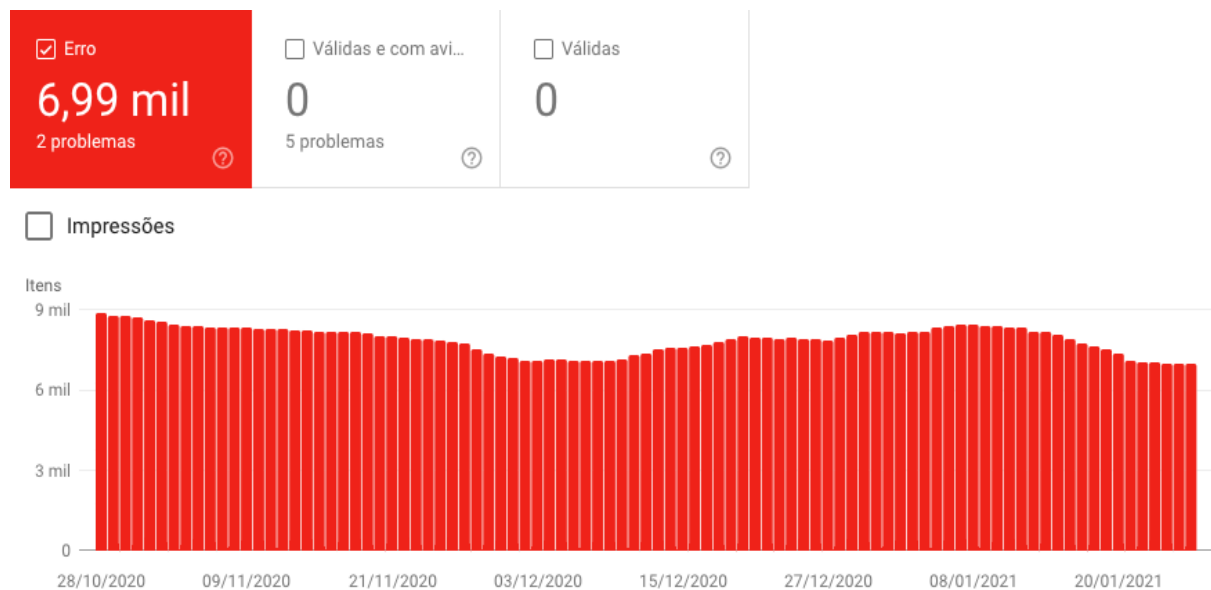 Erro
6,99 mil
2 problemas
Válidas e com avi...
0
5 problemas
Válidas
0
Impressões
Itens
9 mil
6 mil
3 mil
0
28/10/2020 09/11/2020 21/11/2020 03/12/2020 15/12/2020 27/12/2020 08/01/2021 20/01/2021